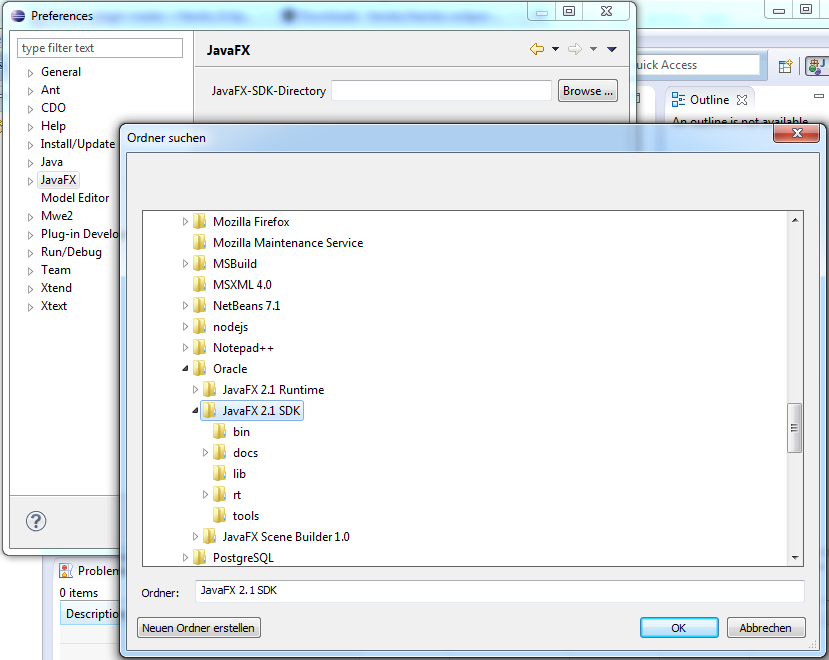 Preferences
type filter text
General
Ant
CDO
Help
Install/Update
Java
JavaFX
Model Editor
Mwe2
Plug-in Develo
Run/Debug
Team
Xtend
Xtext
JavaFX
JavaFX-SDK-Directory
Browse ...
uick Access
Outline
An outline is not available
Ordner suchen
Mozilla Firefox
Mozilla Maintenance Service
MSBuild
MSXML 4.0
NetBeans 7.1
nodejs
Notepad++
Oracle
JavaFX 2.1 Runtime
JavaFX 2.1 SDK
bin
docs
lib
rt
tools
JavaFX Scene Builder 1.0
PostgreSQL
Ordner: JavaFX 2.1 SDK
Neuen Ordner erstellen
OK
Abbrechen
Problem
0 items
Descriptio